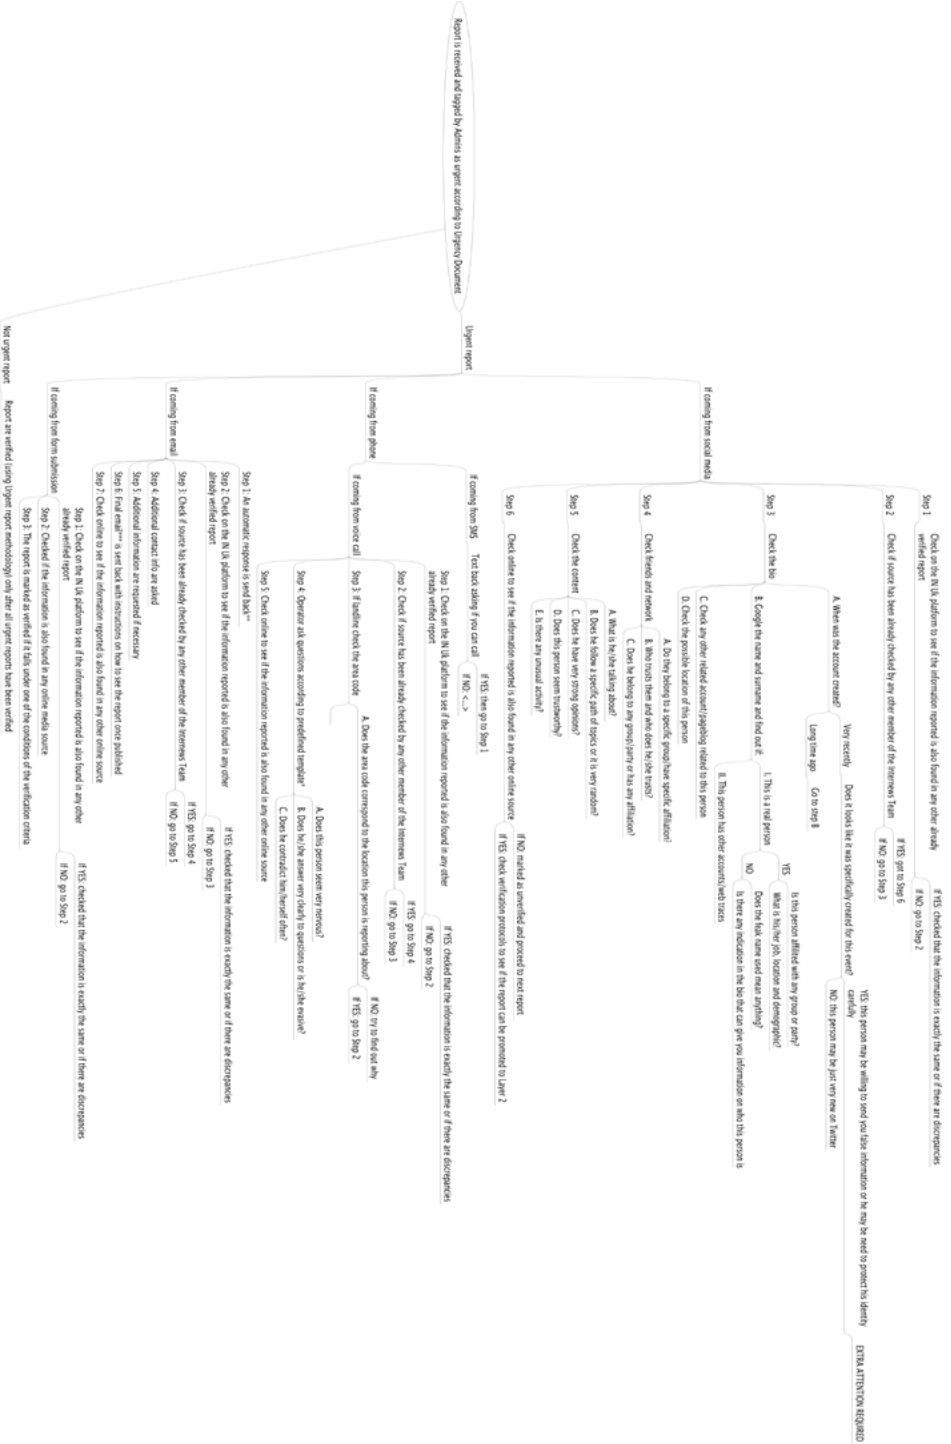 Report is received and tagged by Admins as urgent according to Urgency Document
Urgent report
If coming from social media
Step 1
Check on the IN Uk platform to see if the information reported is also found in any other already
verified report
If YES: checked that the information is exactly the same or if there are discrepancies
If NO: go to Step 2
Step 2
Check if source has been already checked by any other member of the Internews Team
If YES: got to Step 6
If NO: go to Step 3
Step 3
Check the bio
A. When was the account created?
Very recently
Does it looks like it was specifically created for this event?
YES: this person may be willing to send you false information or he may be need to protect his identity
carefully
EXTRA ATTENTION REQUIRED
NO: this person may be just very new on Twitter
Long time ago
Go to step B
B. Google the name and surname and find out if:
I. This is a real person
YES
Is this person affilited with any group or party?
What is his/her job, location and demographic?
NO
Does the feak name used mean anything?
Is there any indication in the bio that can give you information on who this person is
II. This person has other accounts/web traces
C. Check any other related account/pageblog related to this person
D. Check the possible location of this person
Step 4
Check friends and network
A. Do they belong to a specific group/have specific affiliation?
B. Who trusts them and who does he/she trusts?
C. Does he belong to any group/party or has any affiliation?
Step 5
Check the content
A. What is he/she talking about?
B. Does he follow a specific path of topics or it is very random?
C. Does he have very strong opinions?
D. Does this person seem trustworthy?
E. Is there any unusual activity?
Step 6
Check online to see if the information reported is also found in any other online source
If NO: marked as unverified and proceed to next report
If YES: check verification protocols to see if the report can be promoted to Layer 2
If coming from phone
If coming from SMS
Text back asking if you can call
If YES: then go to Step 1
If NO: <...>
If coming from voice call
Step 1: Check on the IN Uk platform to see if the information reported is also found in any other
already verified report
If YES: checked that the information is exactly the same or if there are discrepancies
If NO: go to Step 2
Step 2: Check if source has been already checked by any other member of the Internews Team
If YES: go to Step 4
If NO: go to Step 3
Step 3: If landline check the area code
A. Does the area code correspond to the location this person is reporting about?
If NO: try to find out why
If YES: go to Step 2
Step 4: Operator ask questions according to predefined template*
A. Does this person seem very nervous?
B. Does he/she answer very clearly to questions or is he/she evasive?
C. Does he contradict him/herself often?
Step 5: Check online to see if the information reported is also found in any other online source
If coming from email
Step 1: An automatic response is send back**
Step 2: Check on the IN Uk platform to see if the information reported is also found in any other
already verified report
If YES: checked that the information is exactly the same or if there are discrepancies
If NO: go to Step 3
Step 3: Check if source has been already checked by any other member of the Internews Team
If YES: go to Step 4
If NO: go to Step 5
Step 4: Additional contact info are asked
Step 5: Additional information are requested if necessary
Step 6: Final email*** is sent back with instructions on how to see the report once published
Step 7: Check online to see if the information reported is also found in any other online source
If coming from form submission
Step 1: Check on the IN Uk platform to see if the information reported is also found in any other
already verified report
If YES: checked that the information is exactly the same or if there are discrepancies
If NO: go to Step 2
Step 2: Checked if the information is also found in any online media source
Step 3: The report is marked as verified if it falls under one of the conditions of the verification criteria
Not urgent report
Report are verified (using Urgent report methodology) only after all urgent reports have been verified